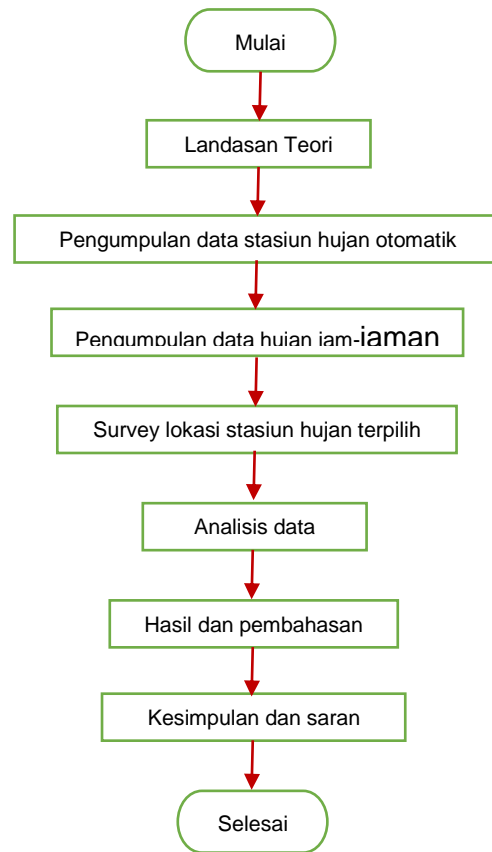 Mulai
Landasan Teori
Pengumpulan data stasiun hujan otomatik
Pengumpulan data hujan jam-jaman
Survey lokasi stasiun hujan terpilih
Analisis data
Hasil dan pembahasan
Kesimpulan dan saran
Selesai